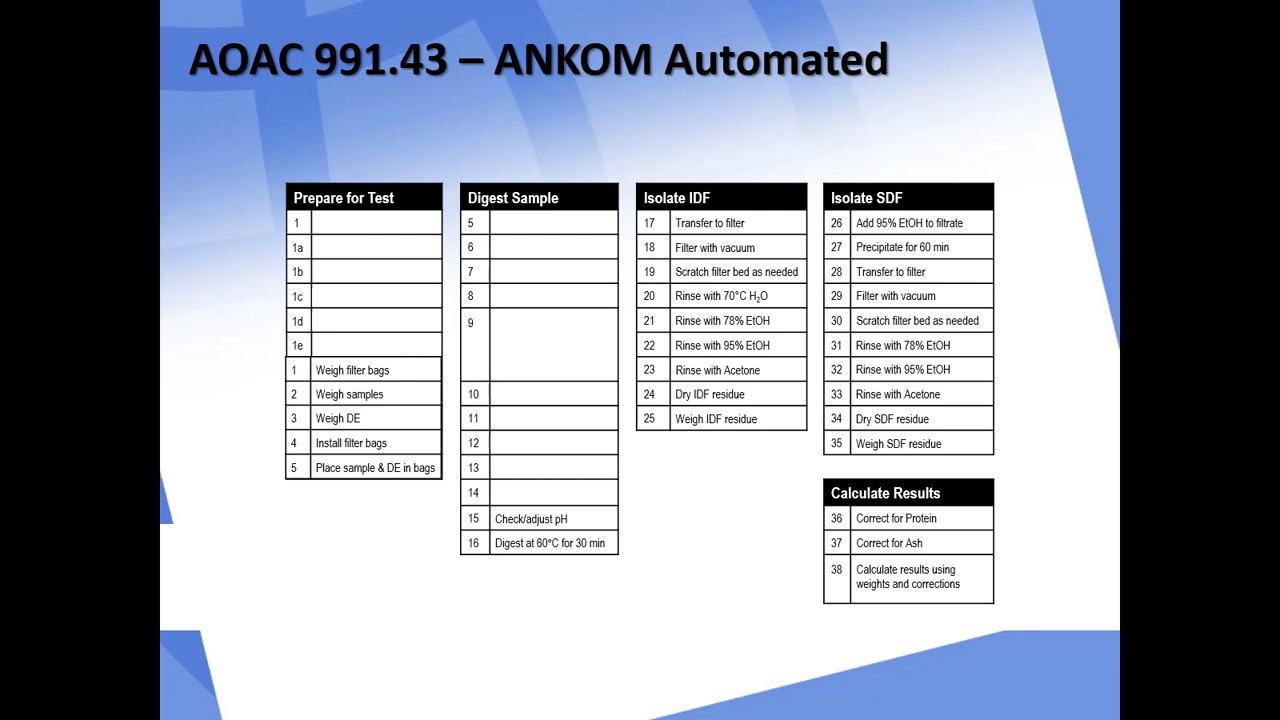 AOAC 991.43 – ANKOM Automated
Prepare for Test
1
1a
1b
1c
1d
1e
1 Weigh filter bags
2 Weigh samples
3 Weigh DE
4 Install filter bags
5 Place sample & DE in bags
Digest Sample
5
6
7
8
9
10
11
12
13
14
15 Check/adjust pH
16 Digest at 60°C for 30 min
Isolate IDF
17 Transfer to filter
18 Filter with vacuum
19 Scratch filter bed as needed
20 Rinse with 70°C H₂O
21 Rinse with 78% EtOH
22 Rinse with 95% EtOH
23 Rinse with Acetone
24 Dry IDF residue
25 Weigh IDF residue
Isolate SDF
26 Add 95% EtOH to filtrate
27 Precipitate for 60 min
28 Transfer to filter
29 Filter with vacuum
30 Scratch filter bed as needed
31 Rinse with 78% EtOH
32 Rinse with 95% EtOH
33 Rinse with Acetone
34 Dry SDF residue
35 Weigh SDF residue
Calculate Results
36 Correct for Protein
37 Correct for Ash
38 Calculate results using
weights and corrections